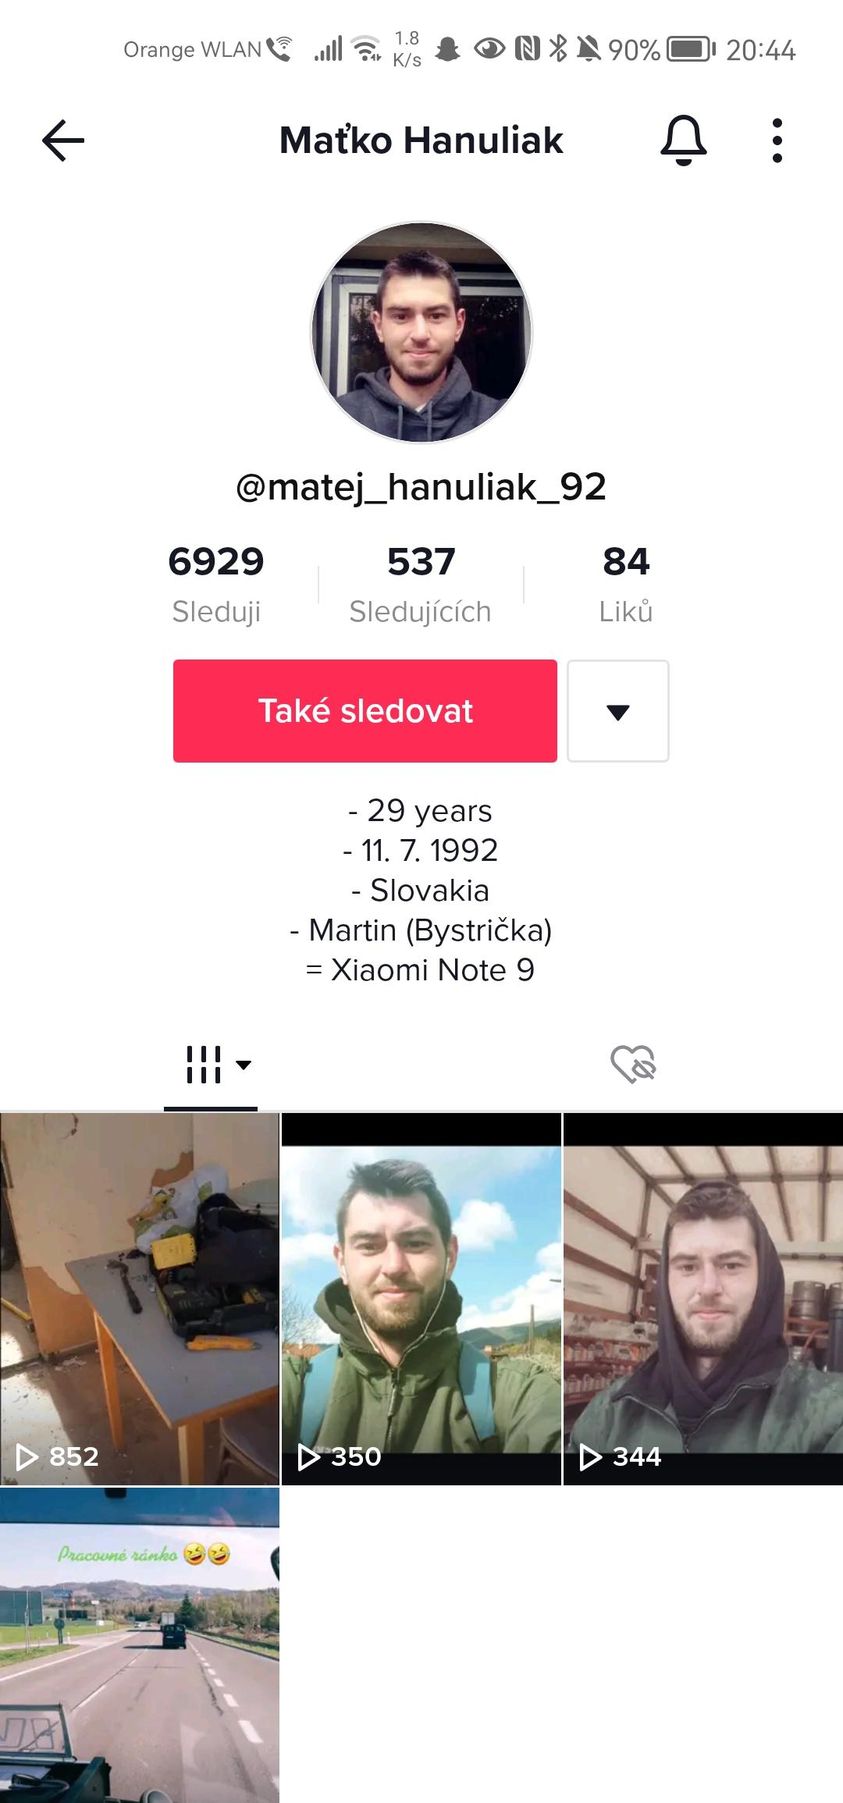 Orange WLAN 1.8 K/s 90% 20:44
Maťko Hanuliak
@matej_hanuliak_92
6929 537 84
Sleduji Sledujících Liků
Také sledovat
- 29 years
- 11. 7. 1992
- Slovakia
- Martin (Bystrička)
= Xiaomi Note 9
852 350 344
Pracovné ránko 🤣🤣